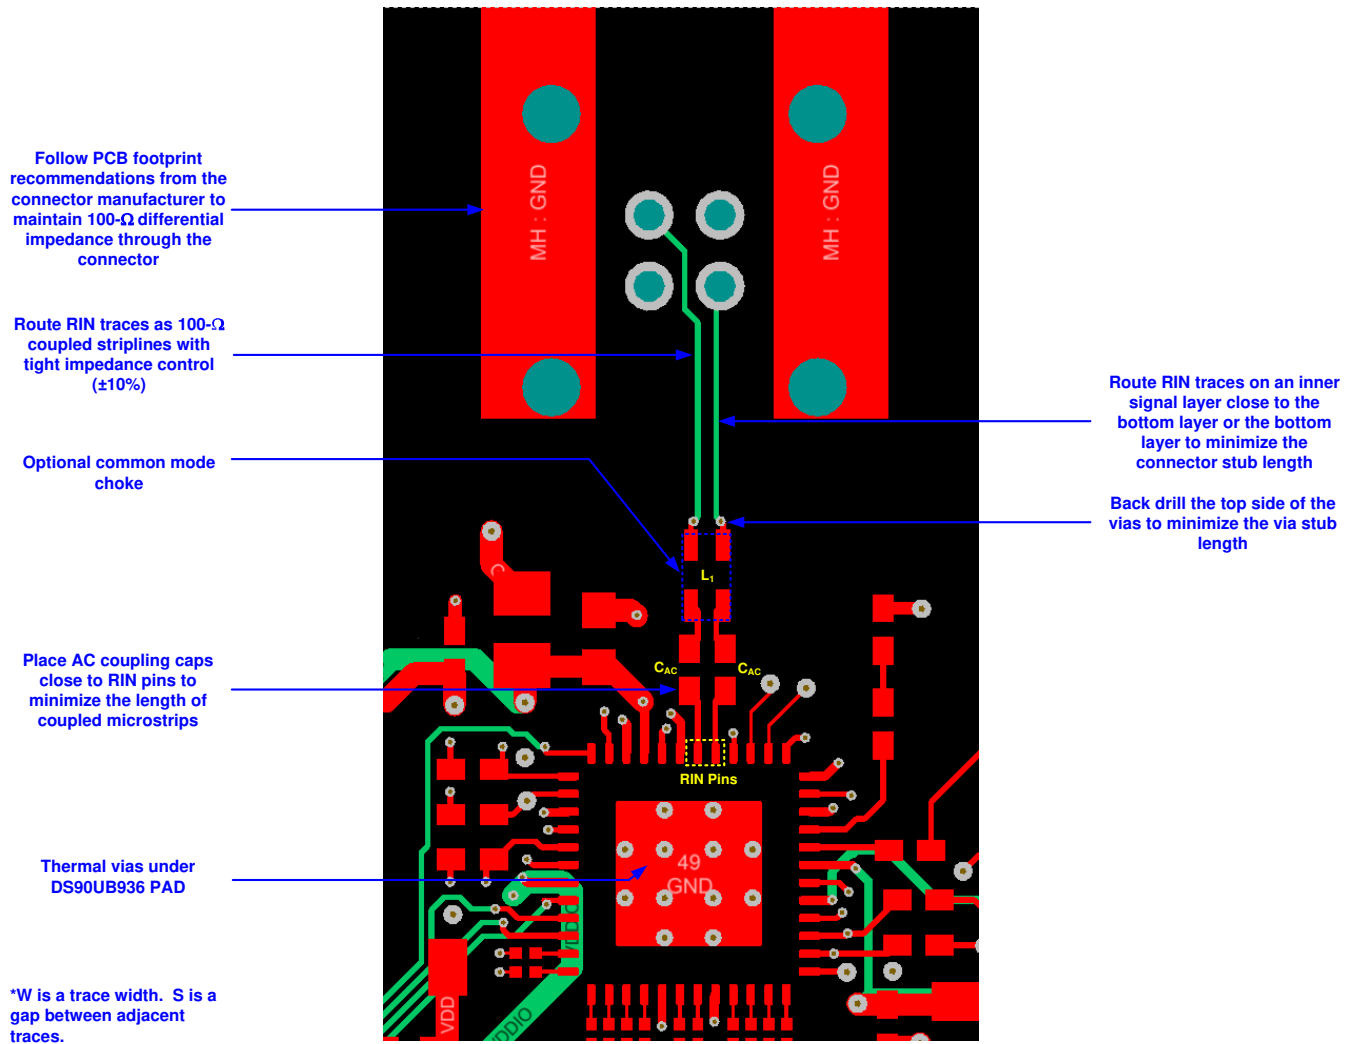 Follow PCB footprint
recommendations from the
connector manufacturer to
maintain 100-Ω differential
impedance through the
connector
Route RIN traces as 100-Ω
coupled striplines with
tight impedance control
(±10%)
Optional common mode
choke
Place AC coupling caps
close to RIN pins to
minimize the length of
coupled microstrips
Thermal vias under
DS90UB936 PAD
*W is a trace width. S is a
gap between adjacent
traces.
MH : GND
MH : GND
L1
CAC
CAC
RIN Pins
49
GND
VDDIO
VDD
VDDIO
Route RIN traces on an inner
signal layer close to the
bottom layer or the bottom
layer to minimize the
connector stub length
Back drill the top side of the
vias to minimize the via stub
length